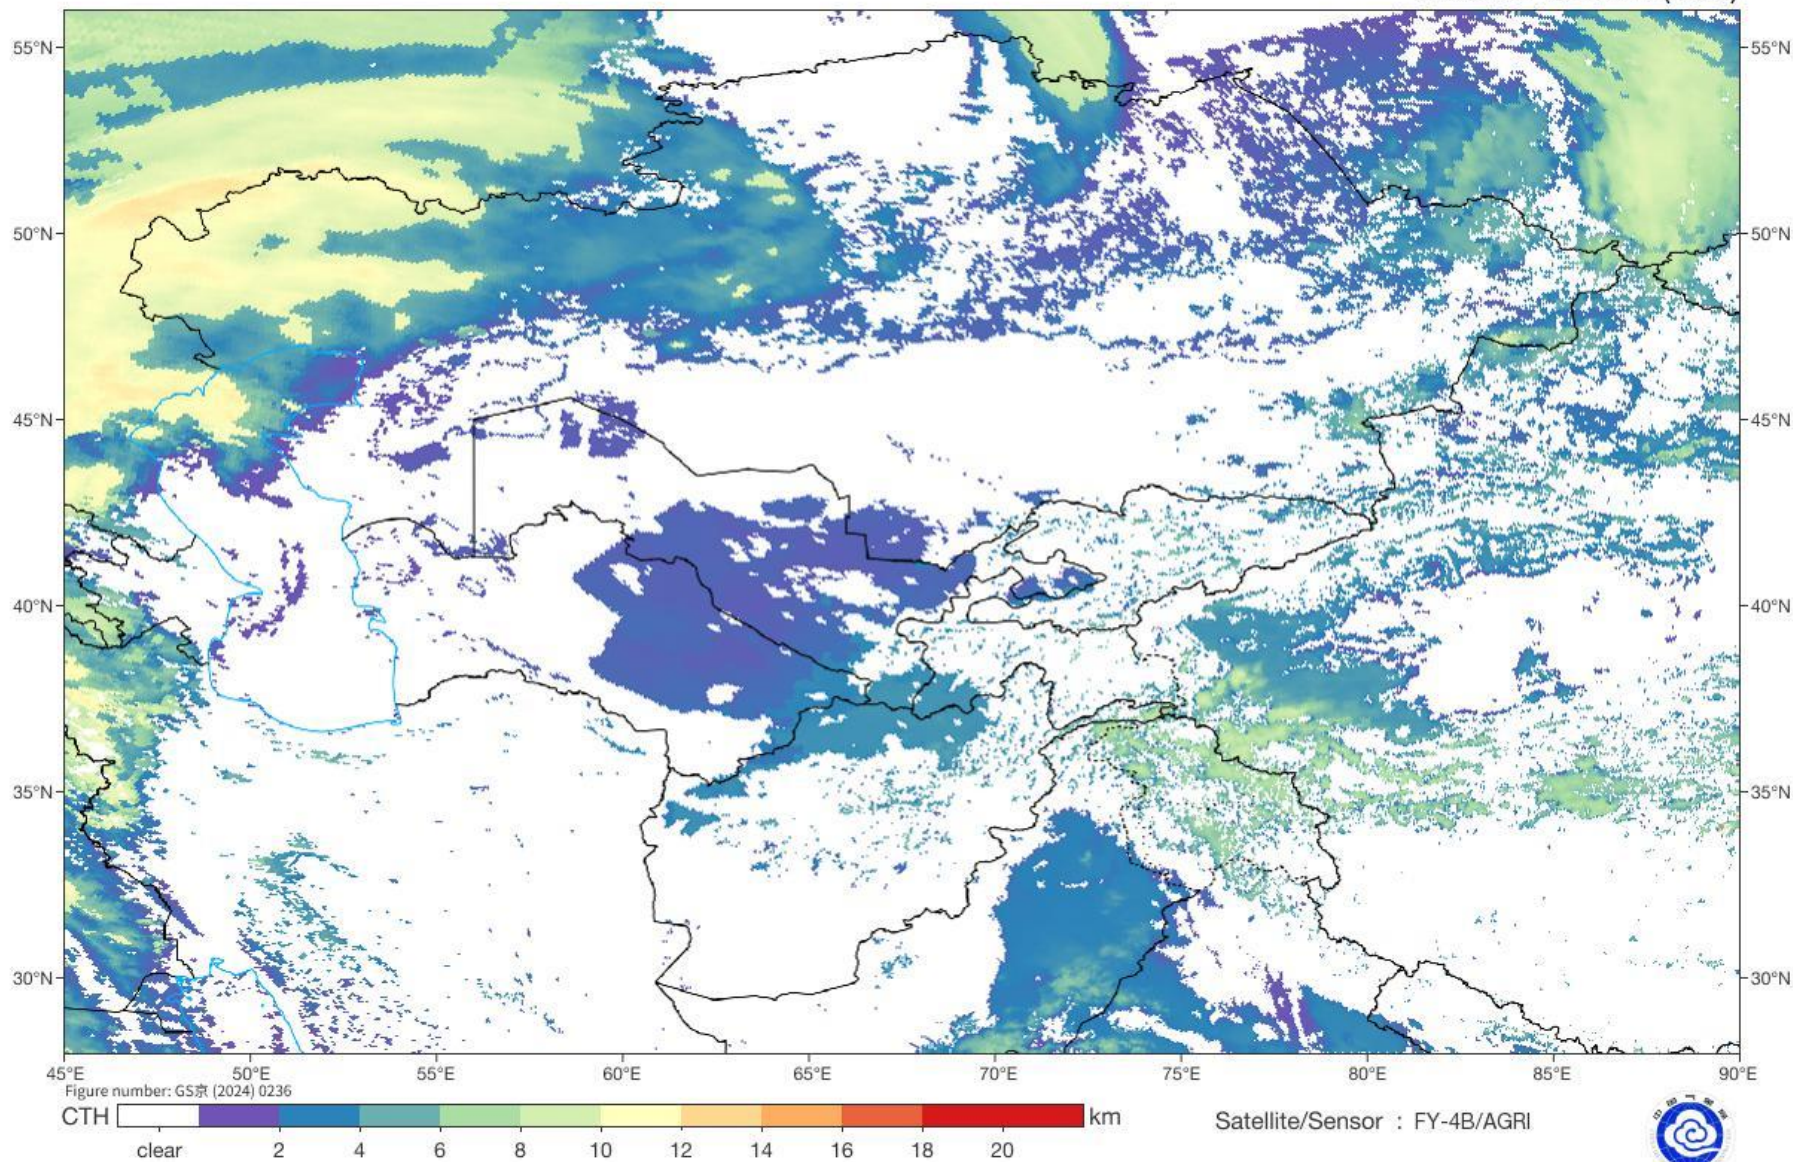 55°N 55°N
50°N 50°N
45°N 45°N
40°N 40°N
35°N 35°N
30°N 30°N
45°E 50°E 55°E 60°E 65°E 70°E 75°E 80°E 85°E 90°E
Figure number: GS京 (2024) 0236
CTH km Satellite/Sensor : FY-4B/AGRI
clear 2 4 6 8 10 12 14 16 18 20